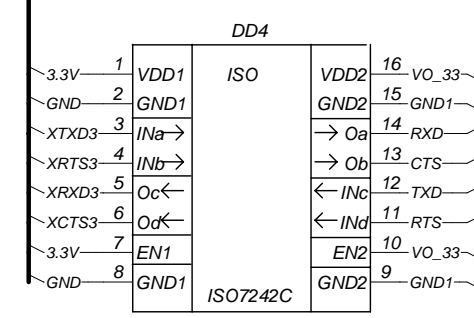 DD4
3.3V 1 VDD1 ISO VDD2 16 VO_33
GND 2 GND1 GND2 15 GND1
XTXD3 3 INa→ → Oa 14 RXD
XRTS3 4 INb→ → Ob 13 CTS
XRXD3 5 Oc← ← INc 12 TXD
XCTS3 6 Od← ← INd 11 RTS
3.3V 7 EN1 EN2 10 VO_33
GND 8 GND1 GND2 9 GND1
ISO7242C